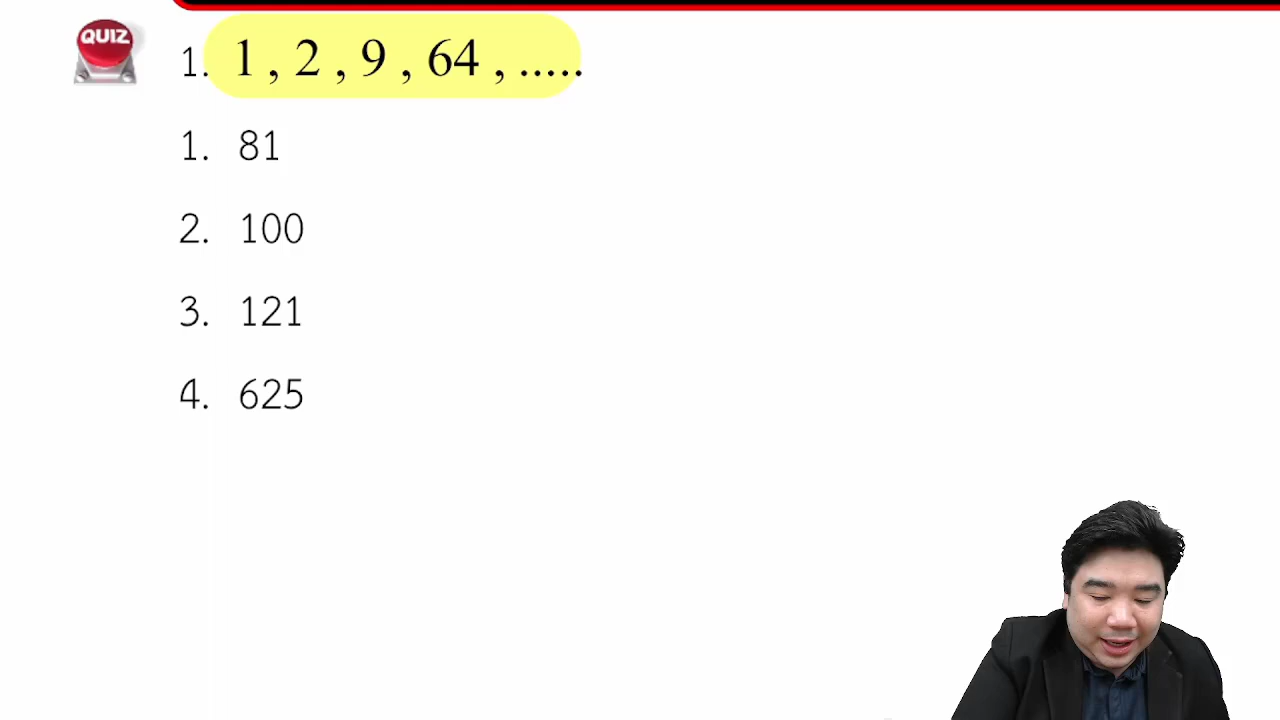 QUIZ
1. 1 , 2 , 9 , 64 , .....
1. 81
2. 100
3. 121
4. 625